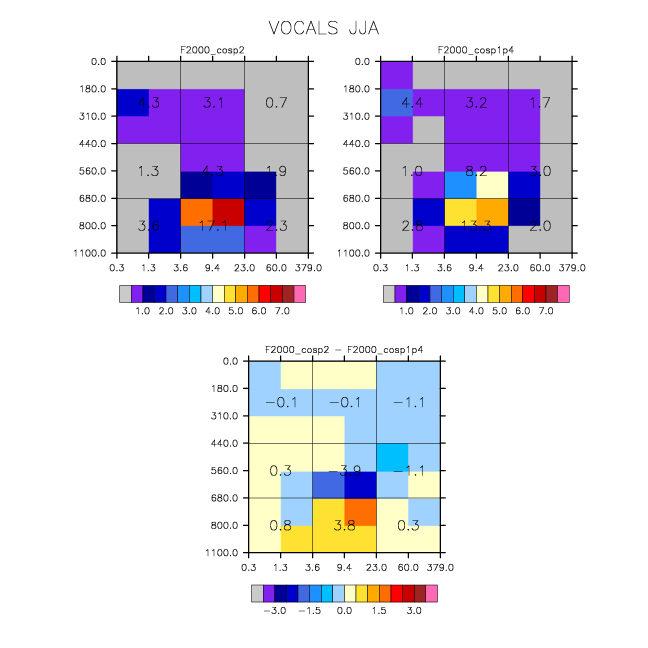 VOCALS JJA
F2000_cosp2
F2000_cosp1p4
0.0
180.0
310.0
440.0
560.0
680.0
800.0
1100.0
4.3 3.1 0.7
1.3 4.3 1.9
3.6 17.1 2.3
0.3 1.3 3.6 9.4 23.0 60.0 379.0
1.0 2.0 3.0 4.0 5.0 6.0 7.0
0.0
180.0
310.0
440.0
560.0
680.0
800.0
1100.0
4.4 3.2 1.7
1.0 8.2 3.0
2.8 13.3 2.0
0.3 1.3 3.6 9.4 23.0 60.0 379.0
1.0 2.0 3.0 4.0 5.0 6.0 7.0
F2000_cosp2 − F2000_cosp1p4
0.0
180.0
310.0
440.0
560.0
680.0
800.0
1100.0
−0.1 −0.1 −1.1
0.3 −3.9 −1.1
0.8 3.8 0.3
0.3 1.3 3.6 9.4 23.0 60.0 379.0
−3.0 −1.5 0.0 1.5 3.0